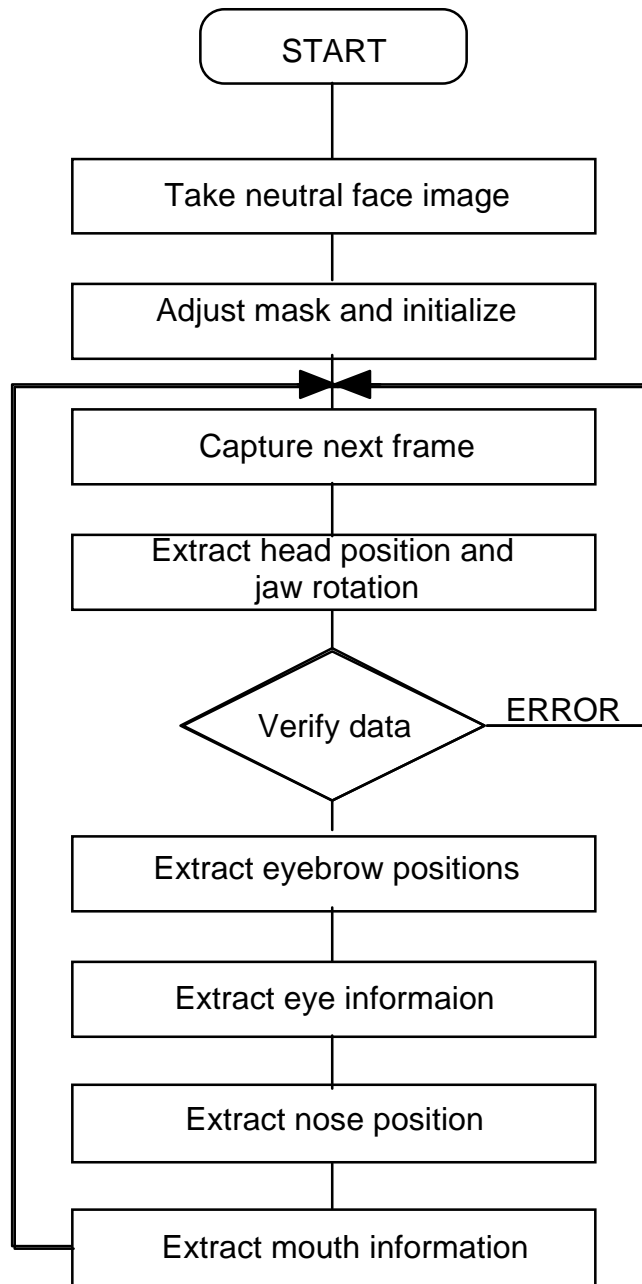 START
Take neutral face image
Adjust mask and initialize
Capture next frame
Extract head position and
jaw rotation
Verify data
ERROR
Extract eyebrow positions
Extract eye informaion
Extract nose position
Extract mouth information